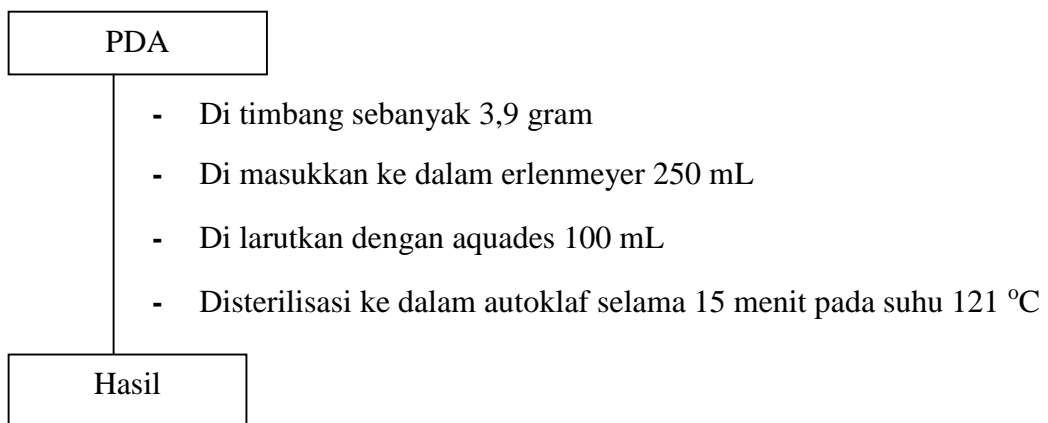 PDA
- Di timbang sebanyak 3,9 gram
- Di masukkan ke dalam erlenmeyer 250 mL
- Di larutkan dengan aquades 100 mL
- Disterilisasi ke dalam autoklaf selama 15 menit pada suhu 121 ºC
Hasil